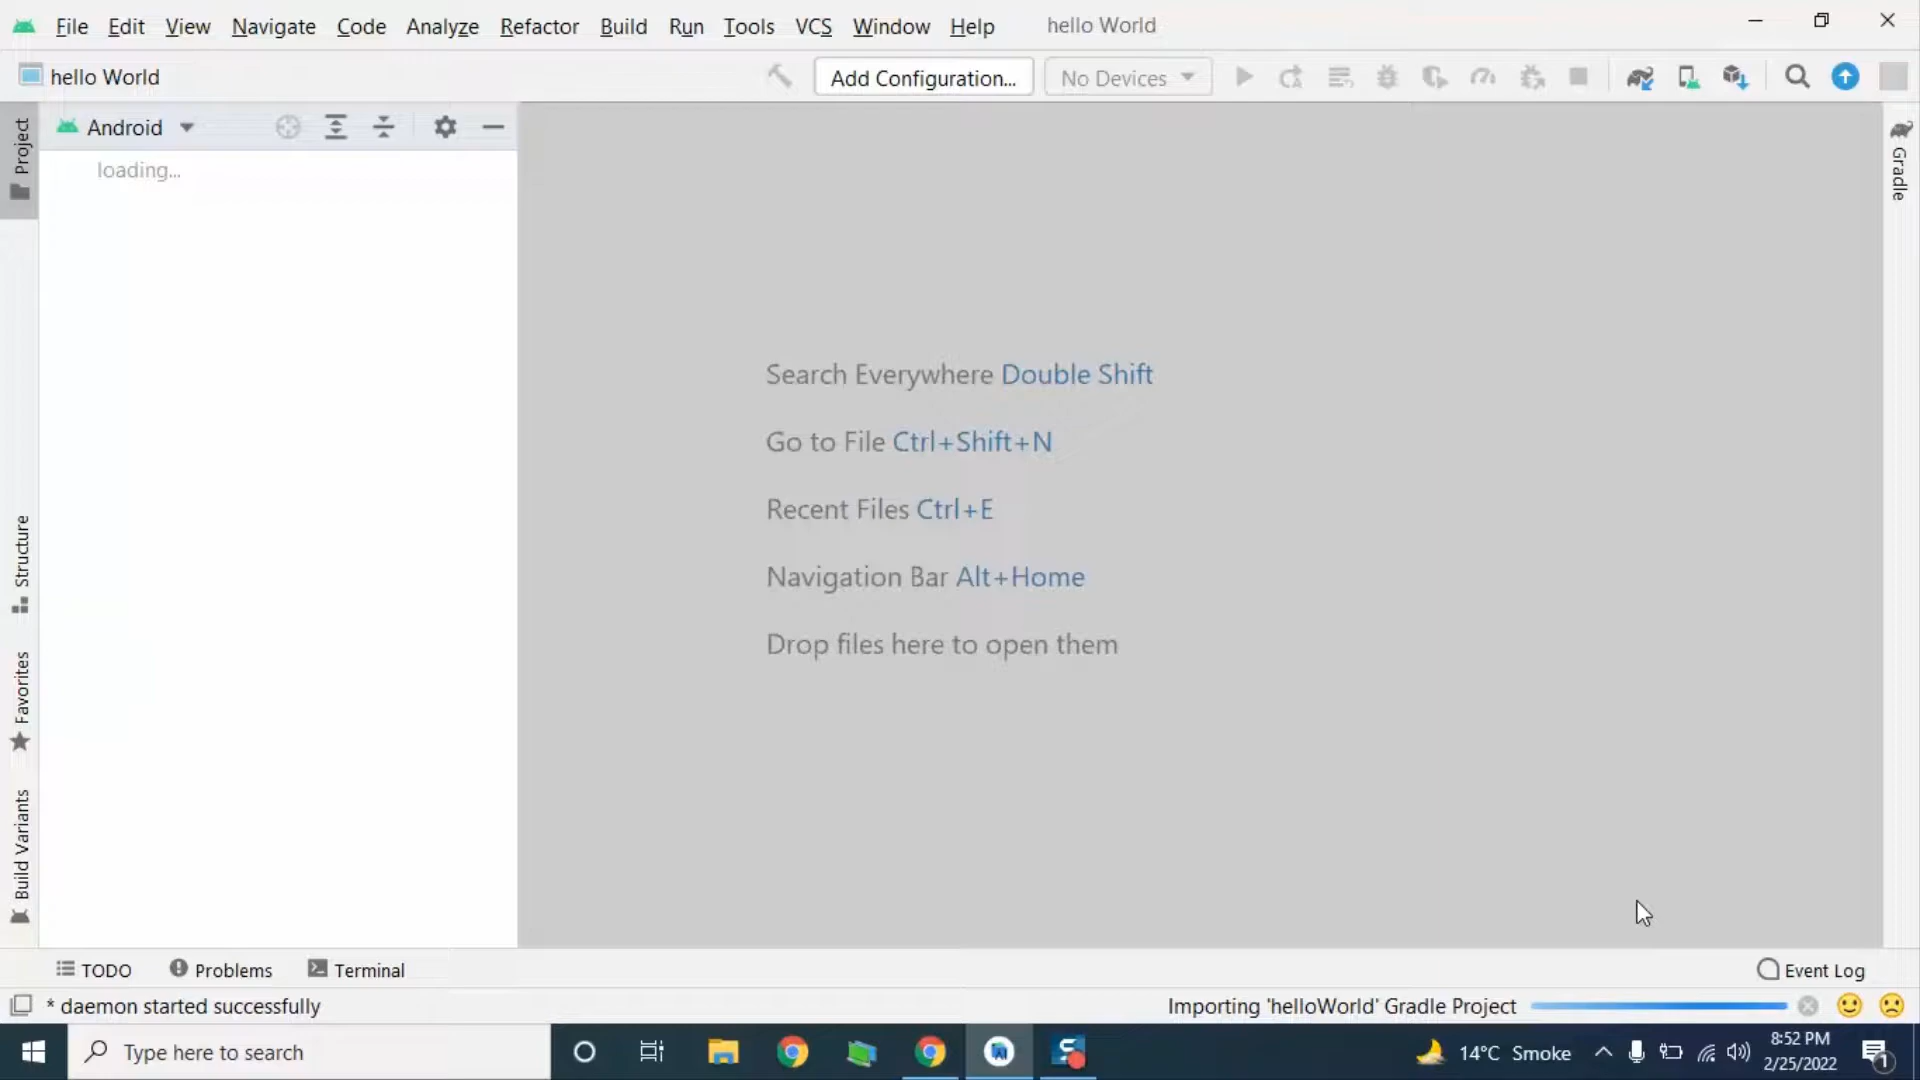 File Edit View Navigate Code Analyze Refactor Build Run Tools VCS Window Help hello World
hello World Add Configuration... No Devices
Project
Android
loading...
Gradle
Search Everywhere Double Shift
Go to File Ctrl+Shift+N
Recent Files Ctrl+E
Navigation Bar Alt+Home
Drop files here to open them
Structure
Favorites
Build Variants
TODO Problems Terminal Event Log
* daemon started successfully Importing 'helloWorld' Gradle Project
Type here to search 14°C Smoke 8:52 PM
2/25/2022 1